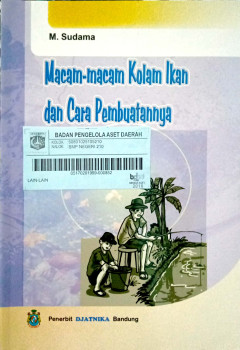 M. Sudama
Macam-macam Kolam Ikan
dan Cara Pembuatannya
BADAN PENGELOLA ASET DAERAH
LAIN-LAIN
Penerbit DJATNIKA Bandung